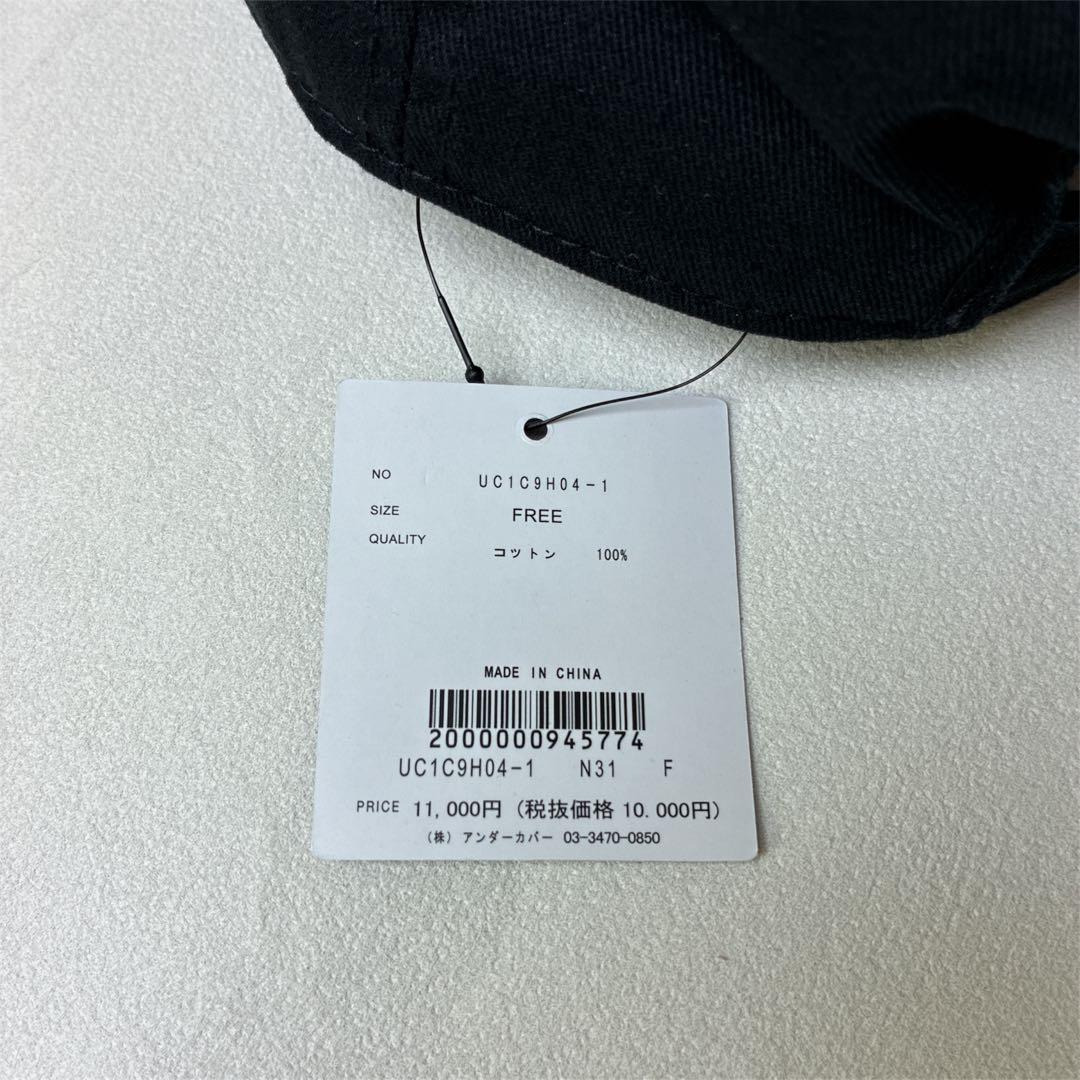 NO UC1C9H04-1
SIZE FREE
QUALITY コットン 100%
MADE IN CHINA
2000000945774
UC1C9H04-1 N31 F
PRICE 11,000円 (税抜価格 10.000円)
(株) アンダーカバー 03-3470-0850